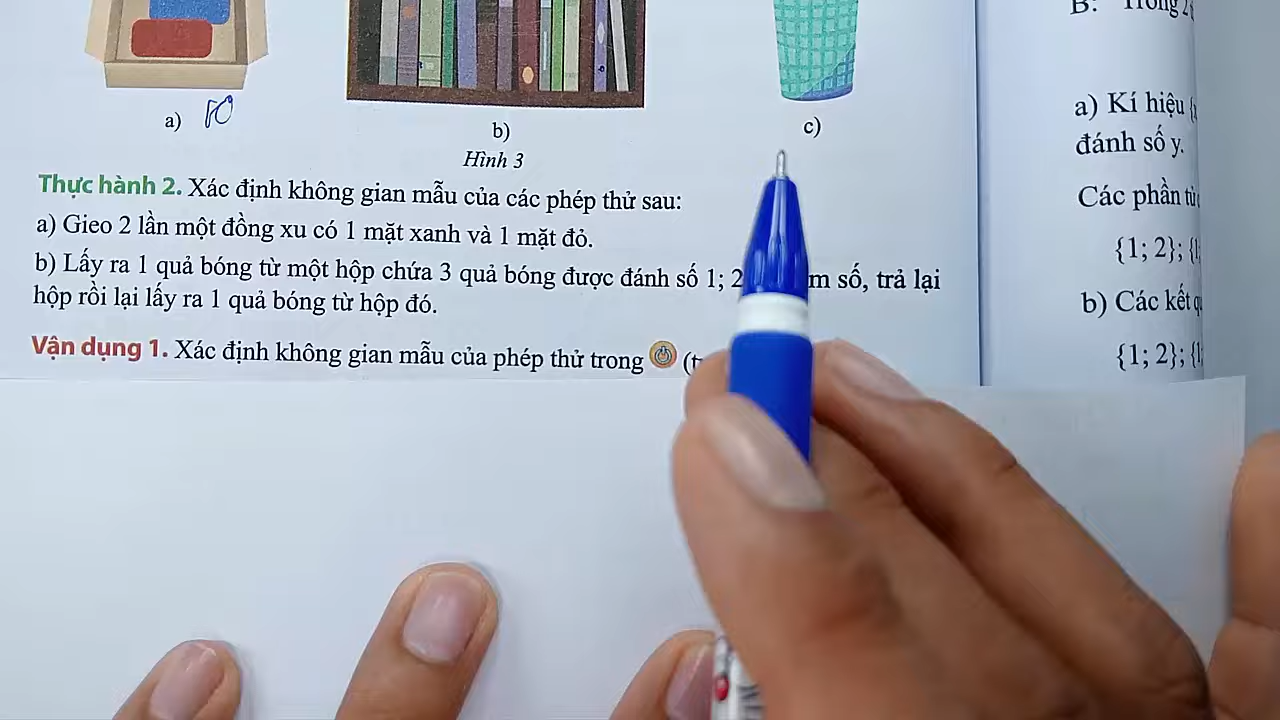 a)
b)
c)
Hình 3
Thực hành 2. Xác định không gian mẫu của các phép thử sau:
a) Gieo 2 lần một đồng xu có 1 mặt xanh và 1 mặt đỏ.
b) Lấy ra 1 quả bóng từ một hộp chứa 3 quả bóng được đánh số 1; 2 m số, trả lại
hộp rồi lại lấy ra 1 quả bóng từ hộp đó.
Vận dụng 1. Xác định không gian mẫu của phép thử trong
B: Trong 2
a) Kí hiệu
đánh số y.
Các phần tử
{1; 2};
b) Các kết
{1; 2};